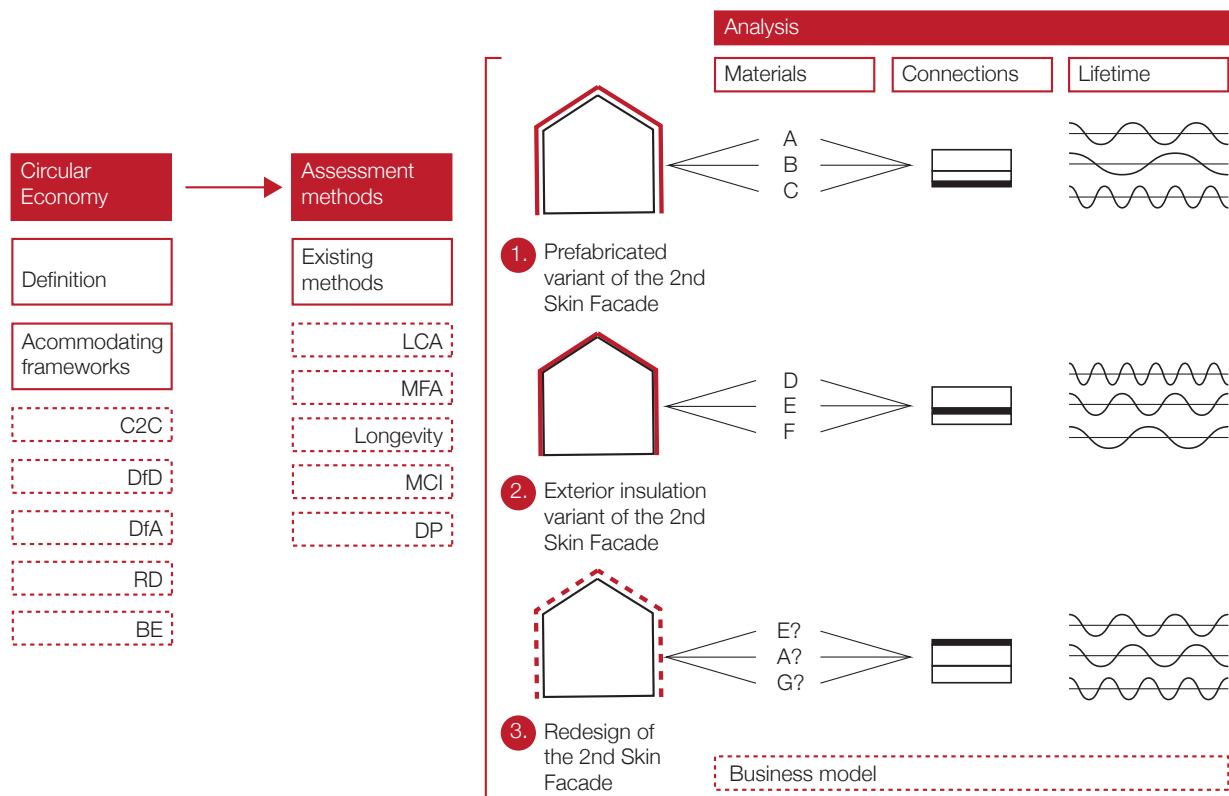 Circular
Economy
Definition
Acommodating
frameworks
C2C
DfD
DfA
RD
BE
Assessment
methods
Existing
methods
LCA
MFA
Longevity
MCI
DP
Analysis
Materials
Connections
Lifetime
A
B
C
1. Prefabricated
variant of the 2nd
Skin Facade
D
E
F
2. Exterior insulation
variant of the 2nd
Skin Facade
E?
A?
G?
3. Redesign of
the 2nd Skin
Facade
Business model